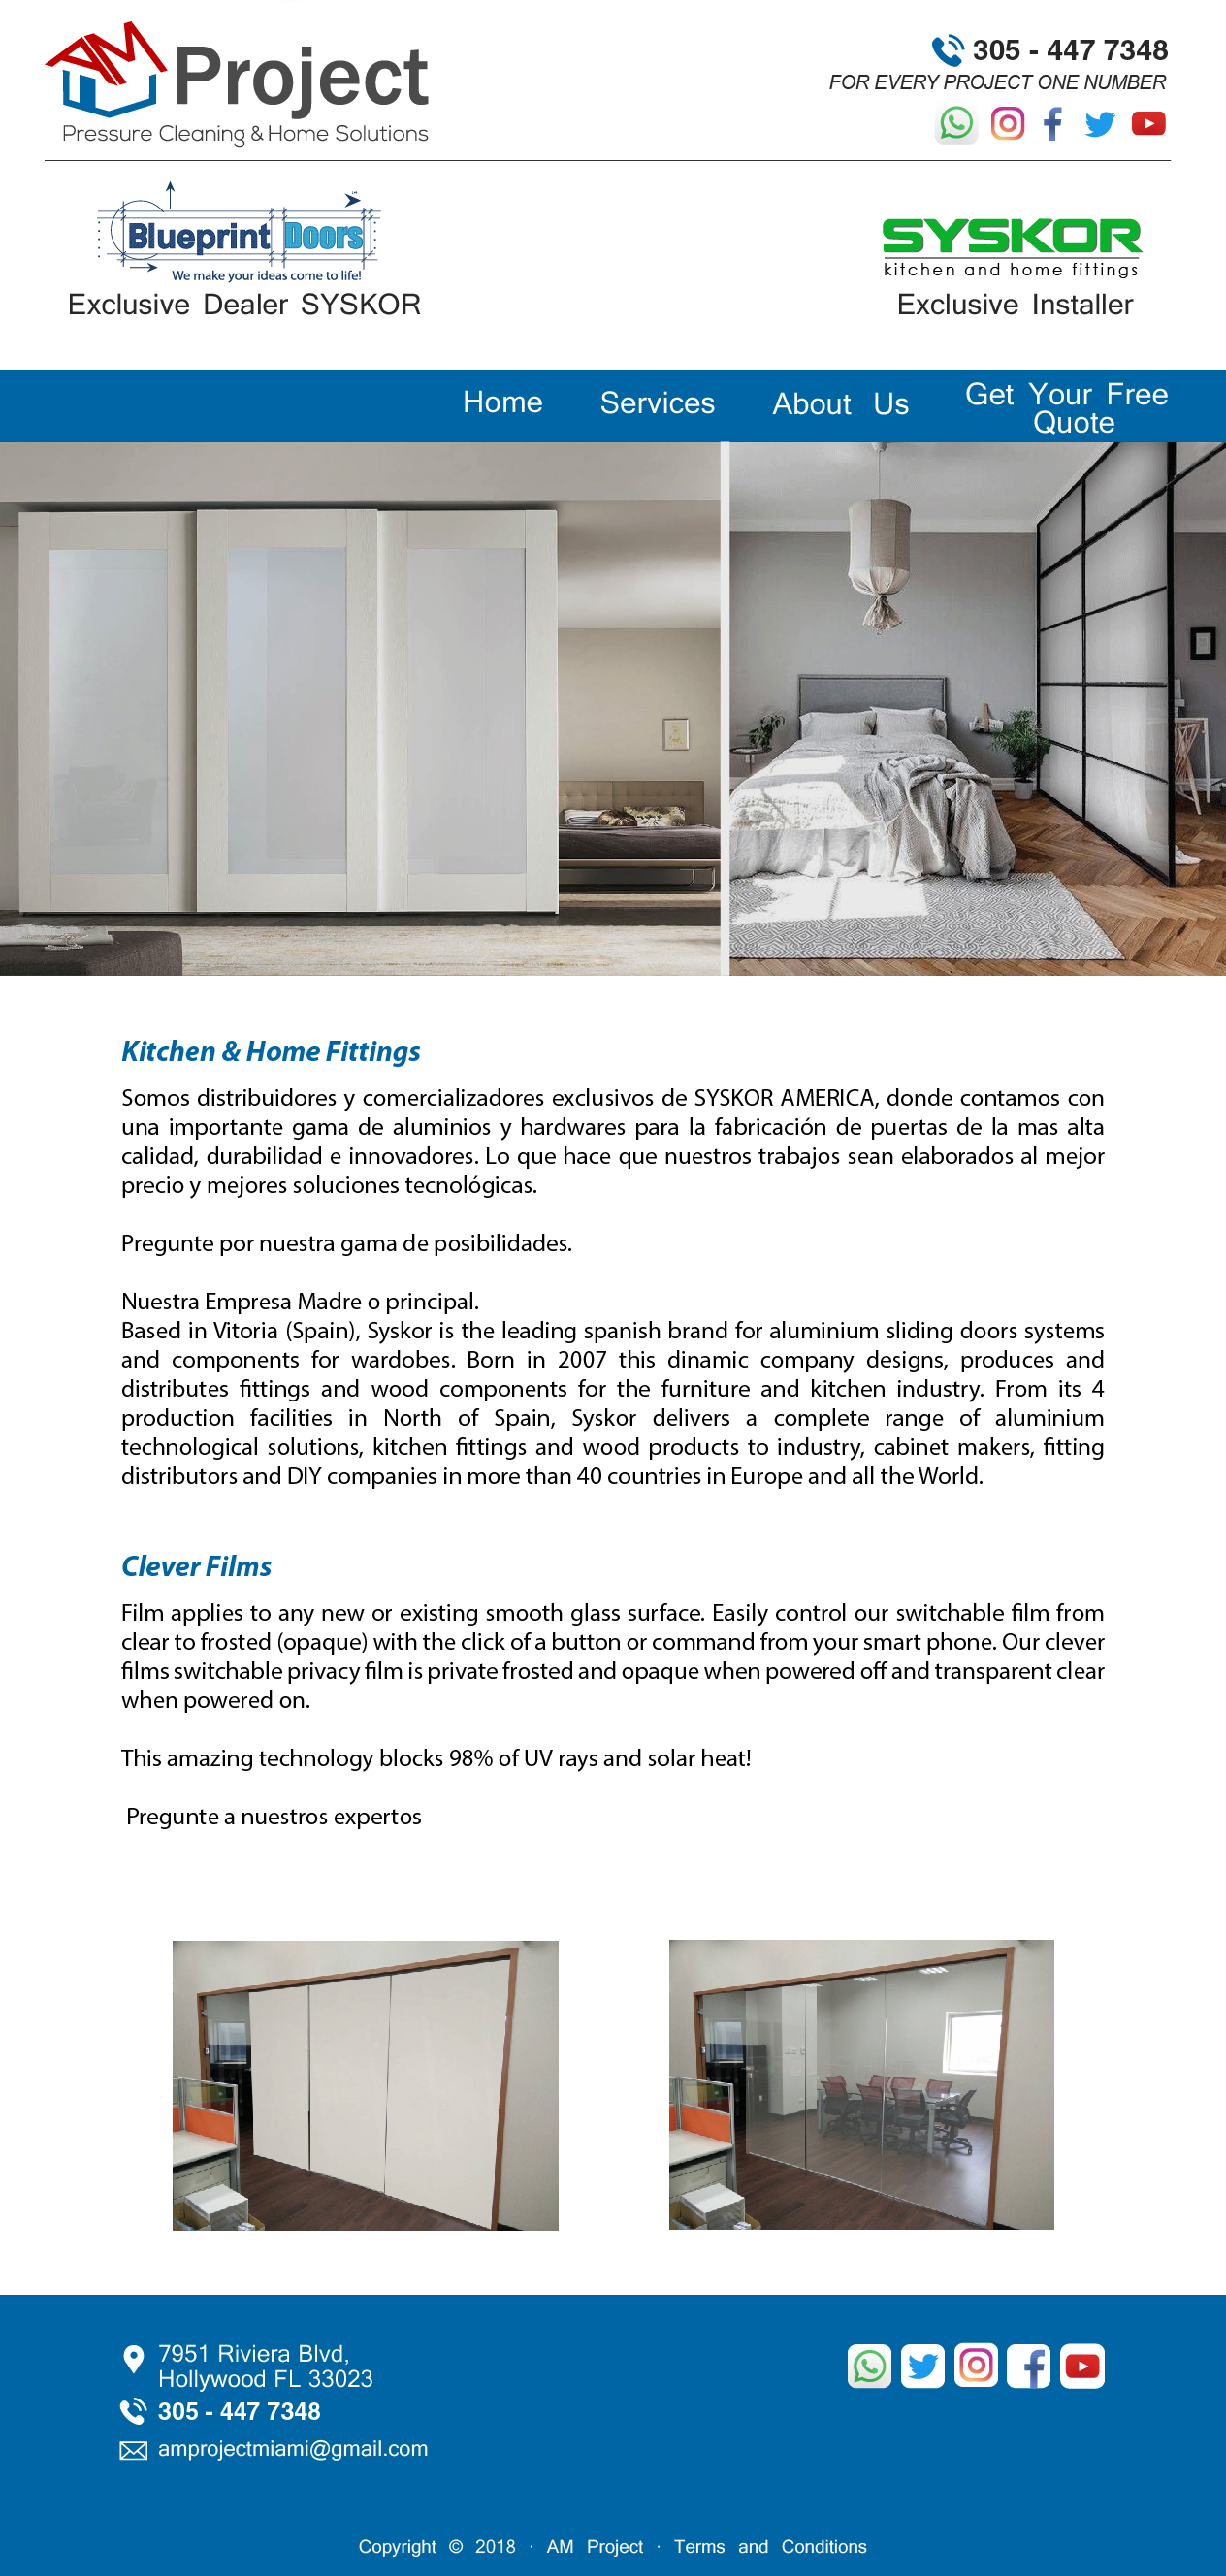 AM Project
Pressure Cleaning & Home Solutions
305 - 447 7348
FOR EVERY PROJECT ONE NUMBER
Blueprint Doors
We make your ideas come to life!
Exclusive Dealer SYSKOR
SYSKOR
kitchen and home fittings
Exclusive Installer
Home
Services
About Us
Get Your Free
Quote
Kitchen & Home Fittings
Somos distribuidores y comercializadores exclusivos de SYSKOR AMERICA, donde contamos con
una importante gama de aluminios y hardwares para la fabricación de puertas de la mas alta
calidad, durabilidad e innovadores. Lo que hace que nuestros trabajos sean elaborados al mejor
precio y mejores soluciones tecnológicas.
Pregunte por nuestra gama de posibilidades.
Nuestra Empresa Madre o principal.
Based in Vitoria (Spain), Syskor is the leading spanish brand for aluminium sliding doors systems
and components for wardobes. Born in 2007 this dinamic company designs, produces and
distributes fittings and wood components for the furniture and kitchen industry. From its 4
production facilities in North of Spain, Syskor delivers a complete range of aluminium
technological solutions, kitchen fittings and wood products to industry, cabinet makers, fitting
distributors and DIY companies in more than 40 countries in Europe and all the World.
Clever Films
Film applies to any new or existing smooth glass surface. Easily control our switchable film from
clear to frosted (opaque) with the click of a button or command from your smart phone. Our clever
films switchable privacy film is private frosted and opaque when powered off and transparent clear
when powered on.
This amazing technology blocks 98% of UV rays and solar heat!
Pregunte a nuestros expertos
7951 Riviera Blvd,
Hollywood FL 33023
305 - 447 7348
amprojectmiami@gmail.com
Copyright © 2018 · AM Project · Terms and Conditions